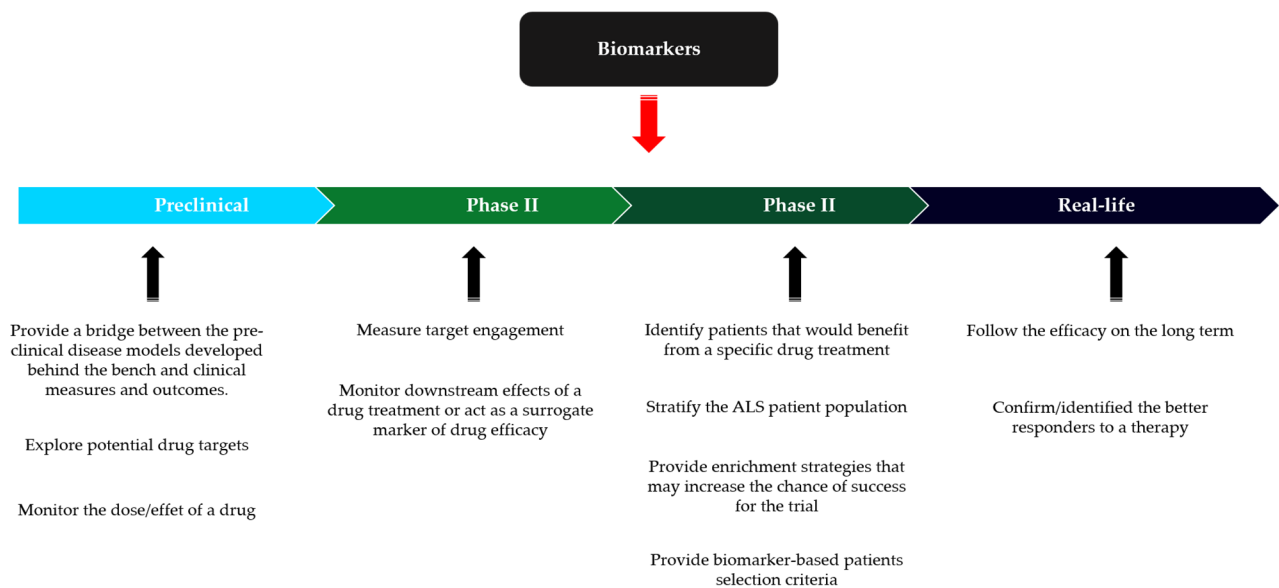 Biomarkers
Preclinical
Phase II
Phase II
Real-life
Provide a bridge between the pre-
clinical disease models developed
behind the bench and clinical
measures and outcomes.
Explore potential drug targets
Monitor the dose/effet of a drug
Measure target engagement
Monitor downstream effects of a
drug treatment or act as a surrogate
marker of drug efficacy
Identify patients that would benefit
from a specific drug treatment
Stratify the ALS patient population
Provide enrichment strategies that
may increase the chance of success
for the trial
Provide biomarker-based patients
selection criteria
Follow the efficacy on the long term
Confirm/identified the better
responders to a therapy